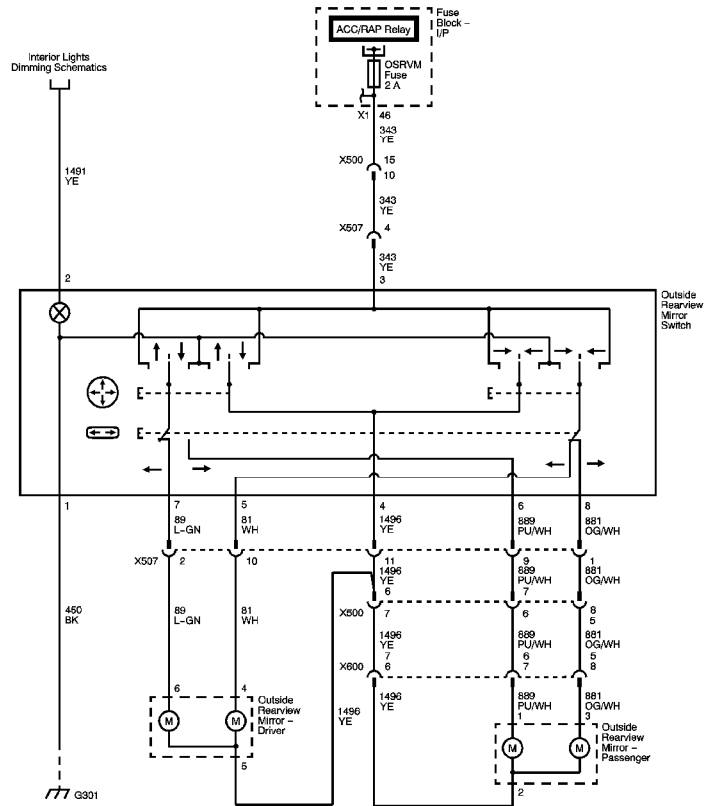 Fuse
Block –
I/P
ACC/RAP Relay
OSRVM
Fuse
2 A
Interior Lights
Dimming Schematics
X1 46
343
YE
X500 15
10
1491
YE
343
YE
X507 4
343
YE
2
3
Outside
Rearview
Mirror
Switch
1
7
5
4
6
8
89
L-GN
81
WH
1496
YE
889
PU/WH
881
OG/WH
X507 2
10
11
9
1
1496
YE
889
PU/WH
881
OG/WH
6
7
450
BK
89
L-GN
81
WH
X500 7
6
8
5
1496
YE
889
PU/WH
881
OG/WH
7
6
5
X600 6
7
8
6
4
Outside
Rearview
Mirror –
Driver
1496
YE
1496
YE
889
PU/WH
881
OG/WH
1
3
M
M
5
Outside
Rearview
Mirror –
Passenger
M
M
2
G301